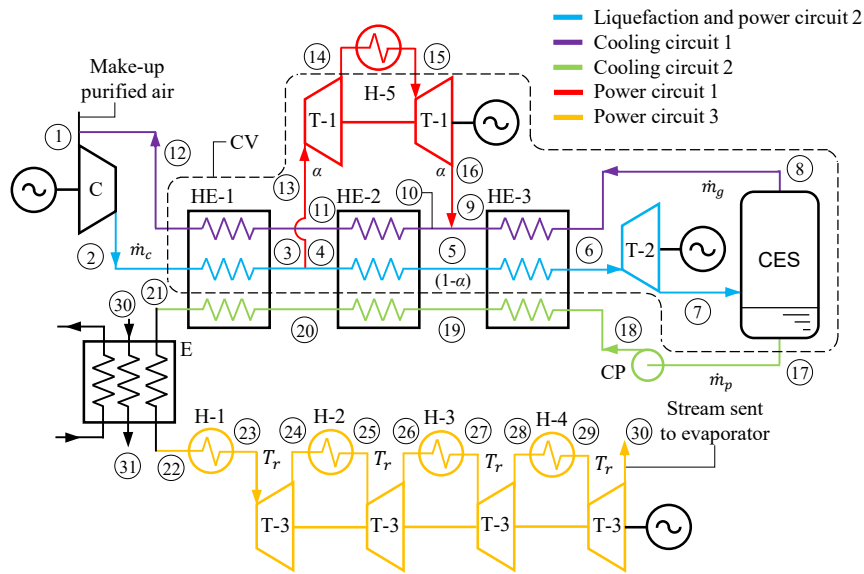 Liquefaction and power circuit 2
Cooling circuit 1
Cooling circuit 2
Power circuit 1
Power circuit 3
14
15
H-5
Make-up
purified air
T-1
T-1
1
12
CV
C
13
α
α
16
8
HE-1
HE-2
10
HE-3
9
ṁg
11
2
ṁc
3
4
5
6
T-2
CES
(1-α)
7
21
30
20
19
18
17
E
CP
ṁp
H-1
23
24
H-2
25
26
H-3
27
28
H-4
29
30
Stream sent
to evaporator
31
22
Tr
Tr
Tr
Tr
T-3
T-3
T-3
T-3